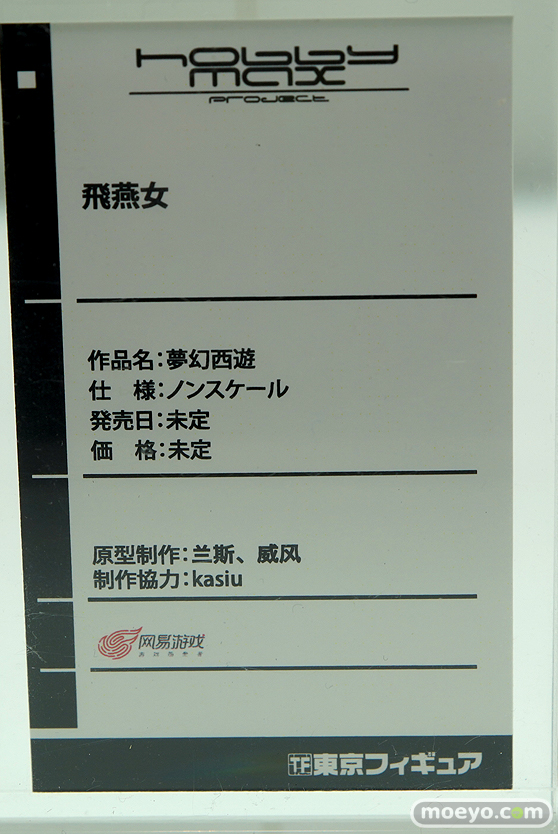 hobby
max
project
飛燕女
作品名:夢幻西遊
仕　様:ノンスケール
発売日:未定
価　格:未定
原型制作:兰斯、威风
制作協力:kasiu
网易游戏
TF東京フィギュア
moeyo.com